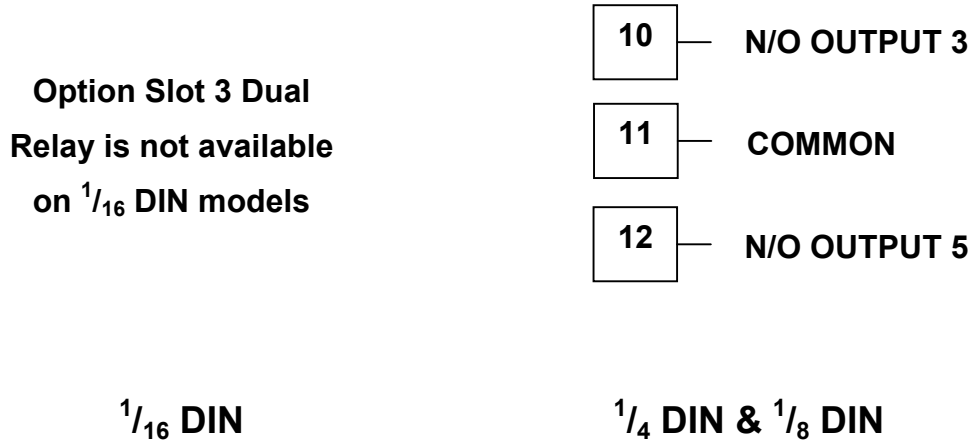 Option Slot 3 Dual
Relay is not available
on 1/16 DIN models
10 N/O OUTPUT 3
11 COMMON
12 N/O OUTPUT 5
1/16 DIN
1/4 DIN & 1/8 DIN